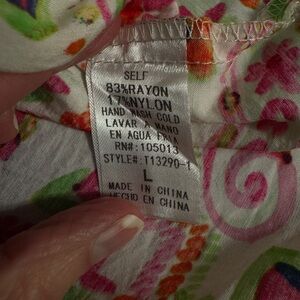 SELF
83%RAYON
17%NYLON
HAND WASH COLD
LAVAR A MANO
EN AGUA FRIA
RN#: 105013
STYLE#: T13290-1
L
MADE IN CHINA
HECHO EN CHINA